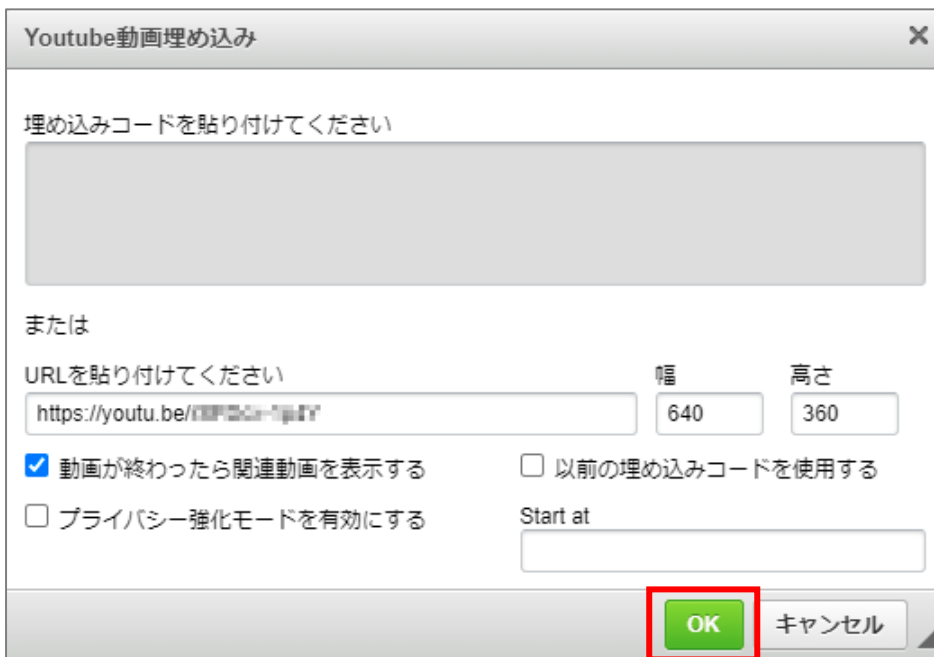 Youtube動画埋め込み
埋め込みコードを貼り付けてください
または
URLを貼り付けてください 幅 高さ
https://youtu.be/ 640 360
動画が終わったら関連動画を表示する 以前の埋め込みコードを使用する
プライバシー強化モードを有効にする Start at
OK キャンセル